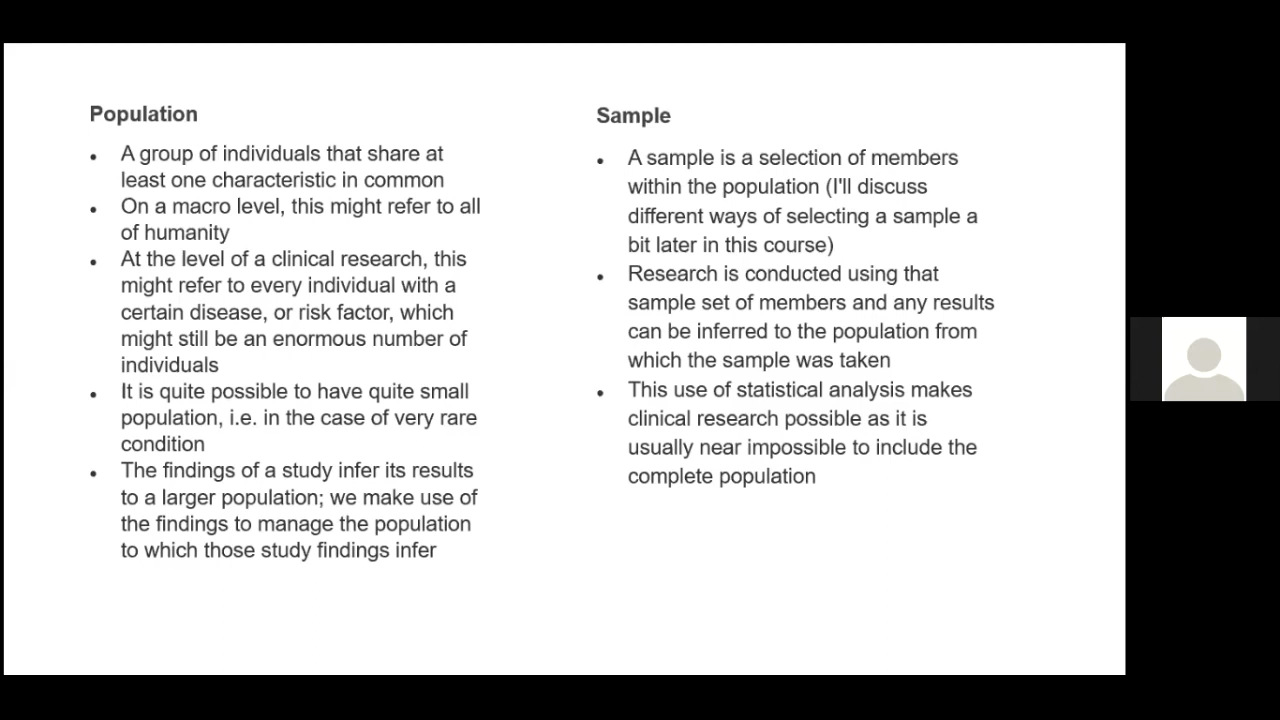 Population
• A group of individuals that share at
least one characteristic in common
• On a macro level, this might refer to all
of humanity
• At the level of a clinical research, this
might refer to every individual with a
certain disease, or risk factor, which
might still be an enormous number of
individuals
• It is quite possible to have quite small
population, i.e. in the case of very rare
condition
• The findings of a study infer its results
to a larger population; we make use of
the findings to manage the population
to which those study findings infer
Sample
• A sample is a selection of members
within the population (I'll discuss
different ways of selecting a sample a
bit later in this course)
• Research is conducted using that
sample set of members and any results
can be inferred to the population from
which the sample was taken
• This use of statistical analysis makes
clinical research possible as it is
usually near impossible to include the
complete population